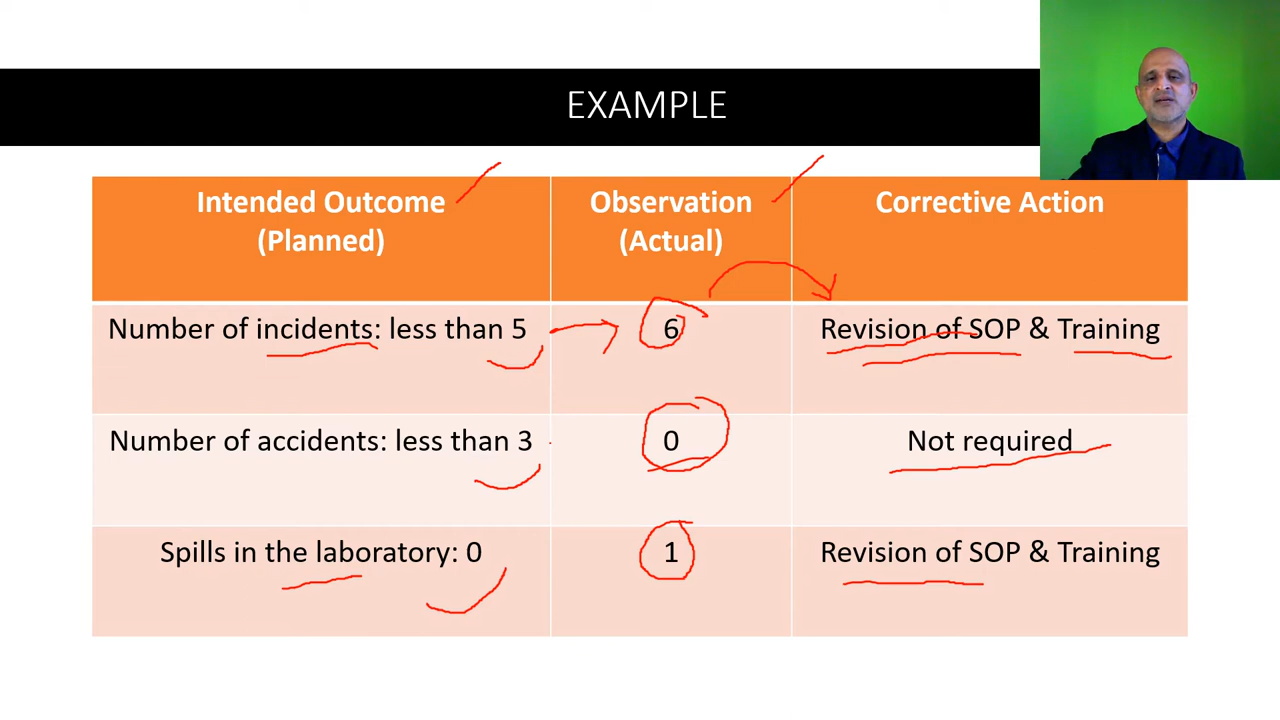 EXAMPLE
Intended Outcome
(Planned)
Observation
(Actual)
Corrective Action
Number of incidents: less than 5
6
Revision of SOP & Training
Number of accidents: less than 3
0
Not required
Spills in the laboratory: 0
1
Revision of SOP & Training